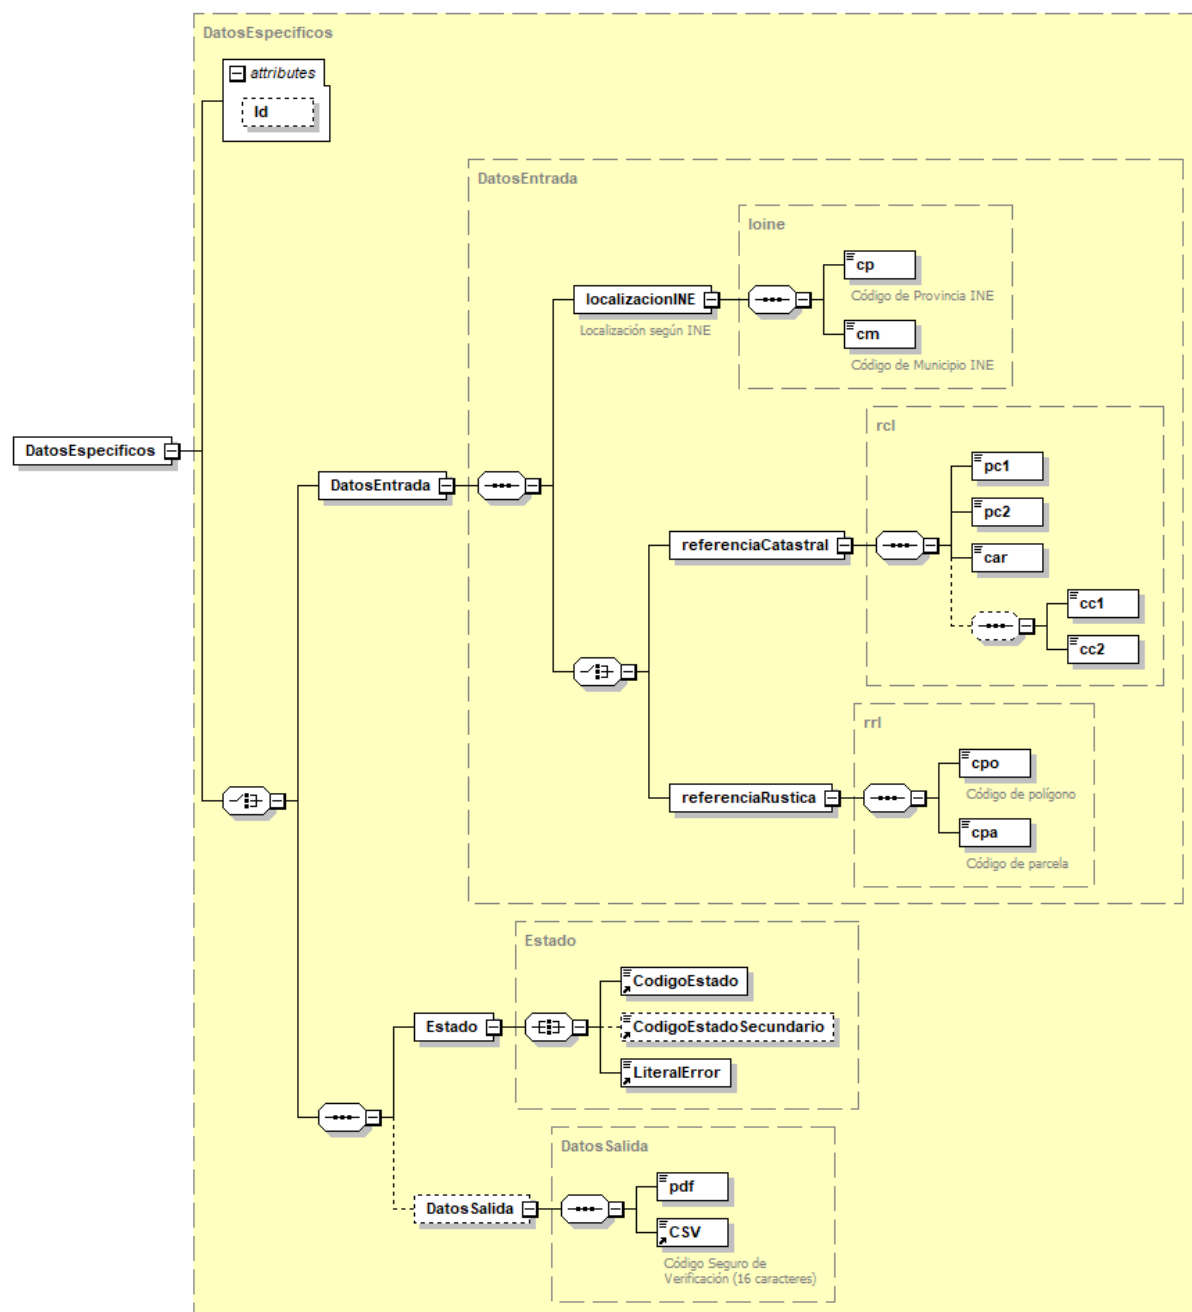 DatosEspecificos
attributes
Id
DatosEntrada
loine
cp
Código de Provincia INE
localizacionINE
Localización según INE
cm
Código de Municipio INE
rcl
DatosEspecificos
pc1
DatosEntrada
pc2
referenciaCatastral
car
cc1
cc2
rrl
cpo
Código de polígono
referenciaRustica
cpa
Código de parcela
Estado
CodigoEstado
Estado
CodigoEstadoSecundario
LiteralError
DatosSalida
pdf
DatosSalida
CSV
Código Seguro de
Verificación (16 caracteres)